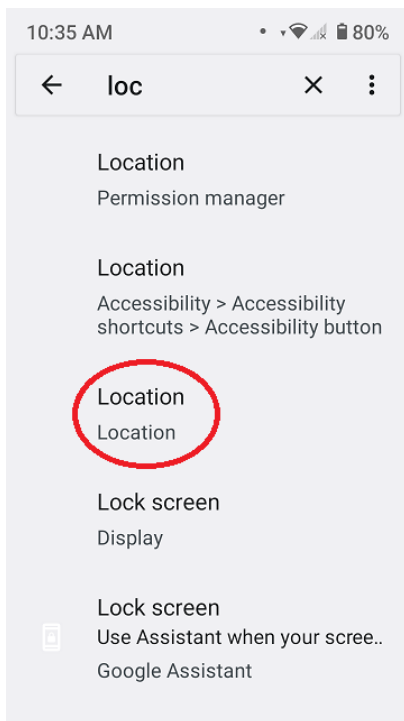 10:35 AM 80%
loc
Location
Permission manager
Location
Accessibility > Accessibility
shortcuts > Accessibility button
Location
Location
Lock screen
Display
Lock screen
Use Assistant when your scree..
Google Assistant